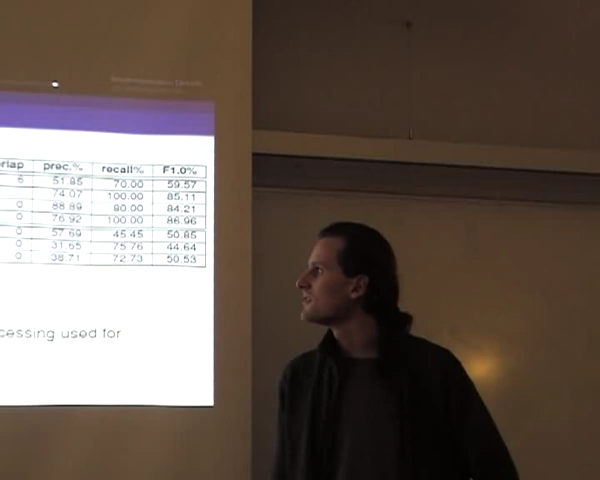 rlap prec.% recall% F1.0%
6 51.85 70.00 59.57
74.07 100.00 85.11
0 88.89 80.00 84.21
0 76.92 100.00 86.96
0 57.69 45.45 50.85
0 31.65 75.76 44.64
0 38.71 72.73 50.53
cessing used for